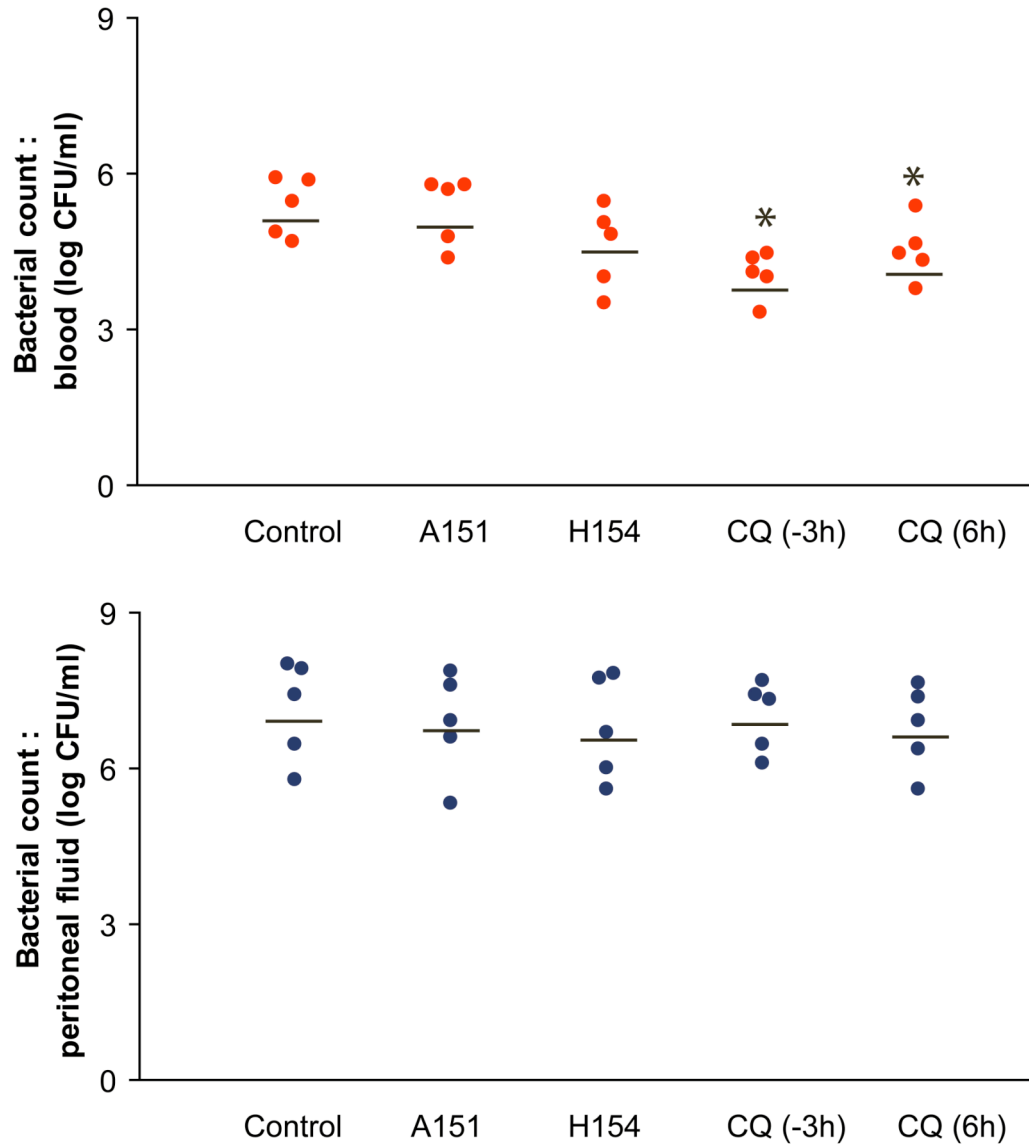 Bacterial count :
blood (log CFU/ml)
9
6
3
0
*
*
Control A151 H154 CQ (-3h) CQ (6h)
Bacterial count :
peritoneal fluid (log CFU/ml)
9
6
3
0
Control A151 H154 CQ (-3h) CQ (6h)